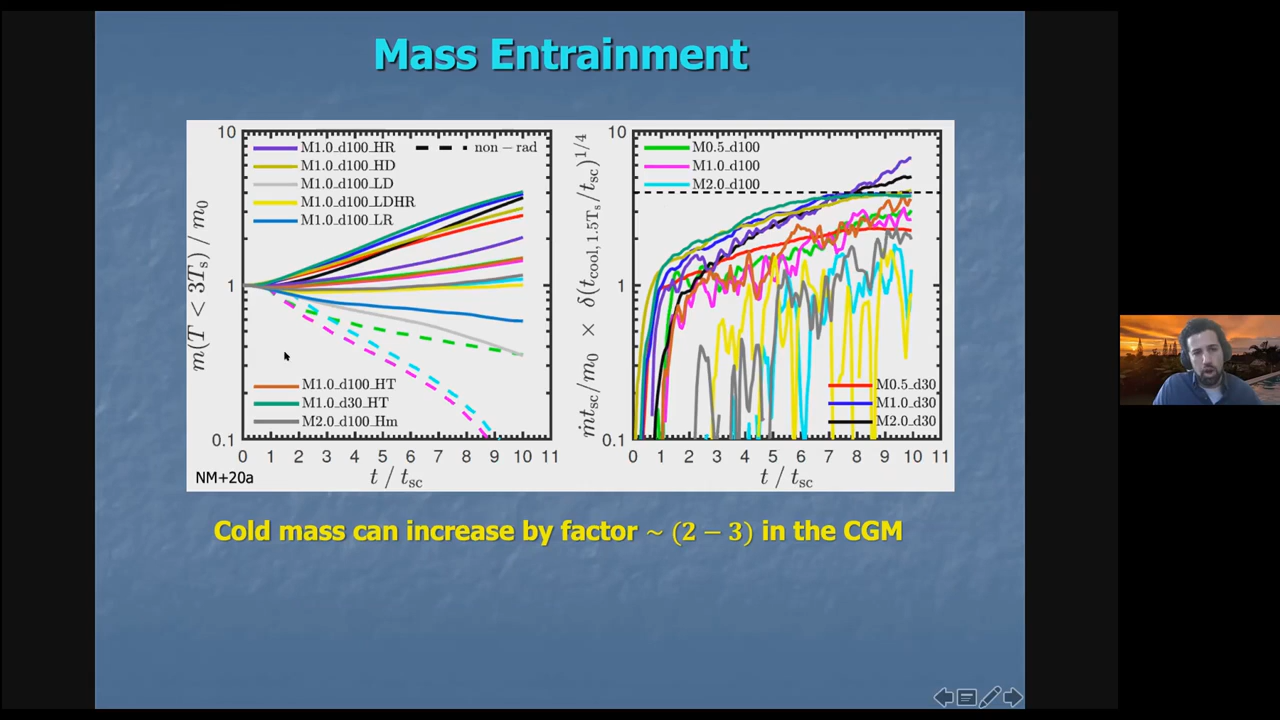 Mass Entrainment
10
1
0.1
m(T < 3T_s) / m_0
M1.0_d100_HR
non − rad
M1.0_d100_HD
M1.0_d100_LD
M1.0_d100_LDHR
M1.0_d100_LR
M1.0_d100_HT
M1.0_d30_HT
M2.0_d100_Hm
0 1 2 3 4 5 6 7 8 9 10 11
t / t_sc
NM+20a
10
1
0.1
ṁt_sc/m_0 × δ(t_cool, 1.5T_s/t_sc)^1/4
M0.5_d100
M1.0_d100
M2.0_d100
M0.5_d30
M1.0_d30
M2.0_d30
0 1 2 3 4 5 6 7 8 9 10 11
t / t_sc
Cold mass can increase by factor ~ (2 − 3) in the CGM